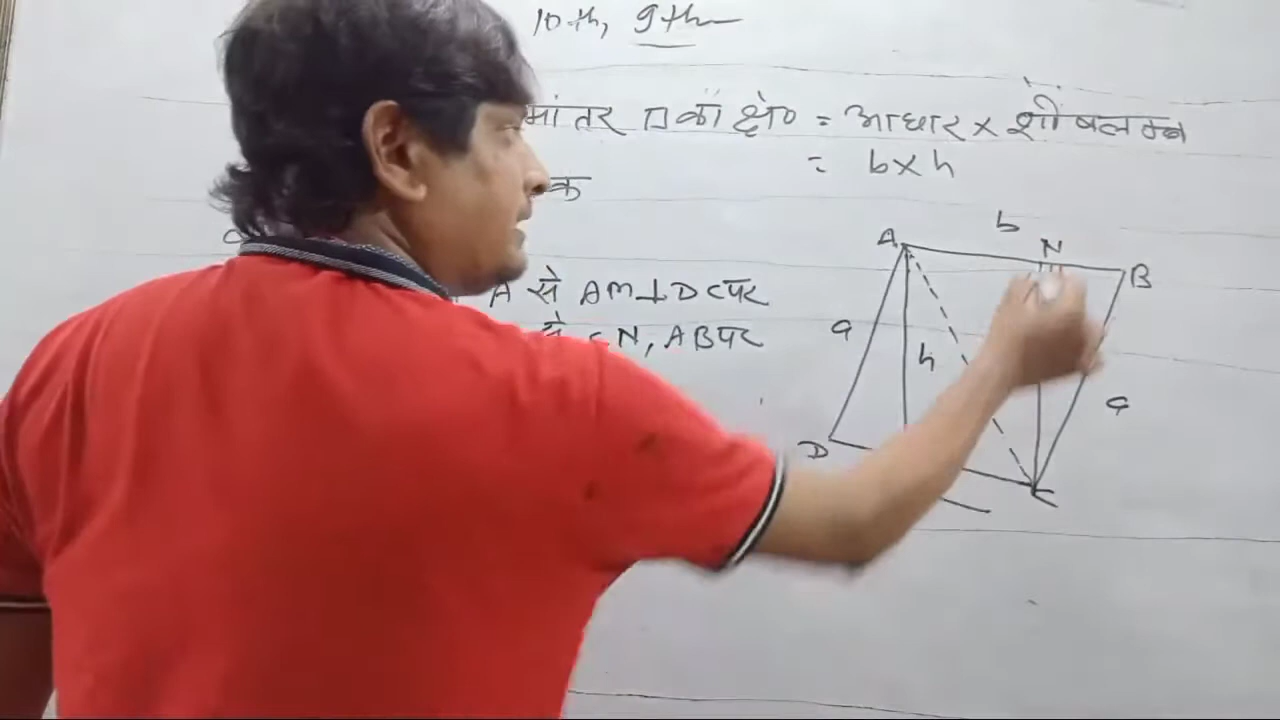 10th, 9th
मांतर □ का क्षे० = आधार × शीर्षलम्ब
= b×h
क
b
A
N
B
A से AM⊥DC पर
a
से CN, AB पर
h
a
D
C